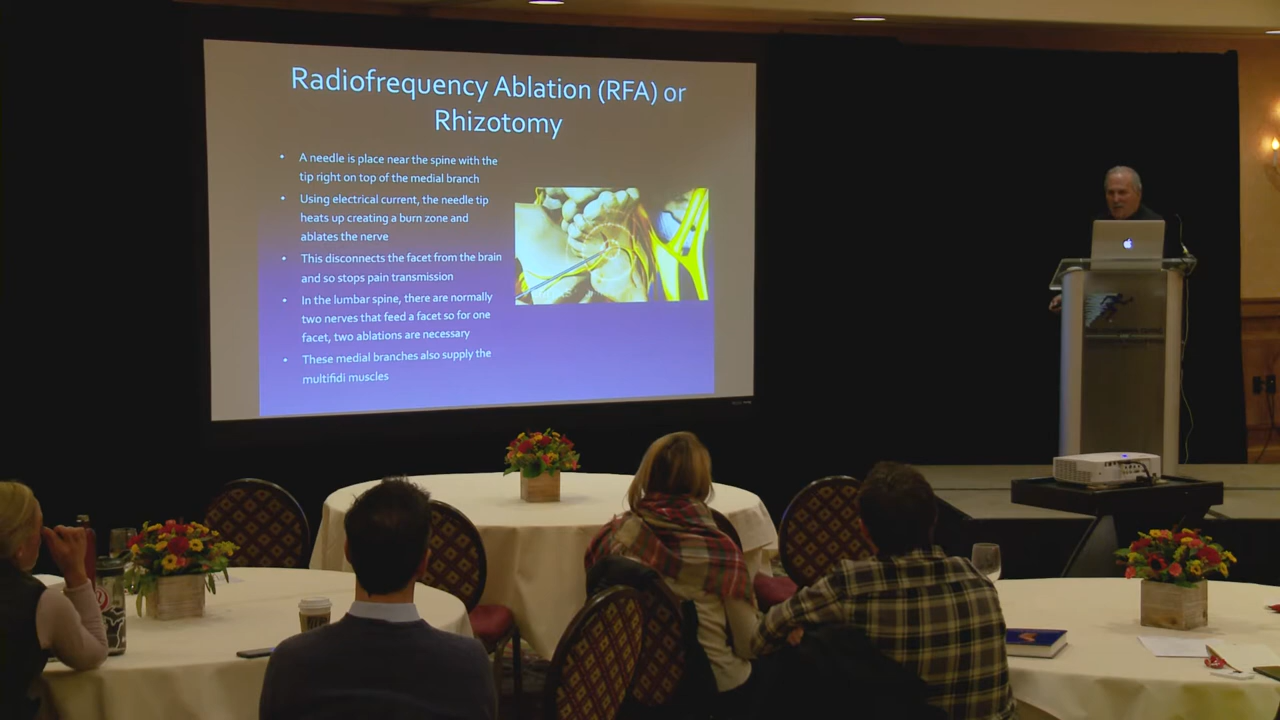 Radiofrequency Ablation (RFA) or
Rhizotomy
• A needle is place near the spine with the
tip right on top of the medial branch
• Using electrical current, the needle tip
heats up creating a burn zone and
ablates the nerve
• This disconnects the facet from the brain
and so stops pain transmission
• In the lumbar spine, there are normally
two nerves that feed a facet so for one
facet, two ablations are necessary
• These medial branches also supply the
multifidi muscles